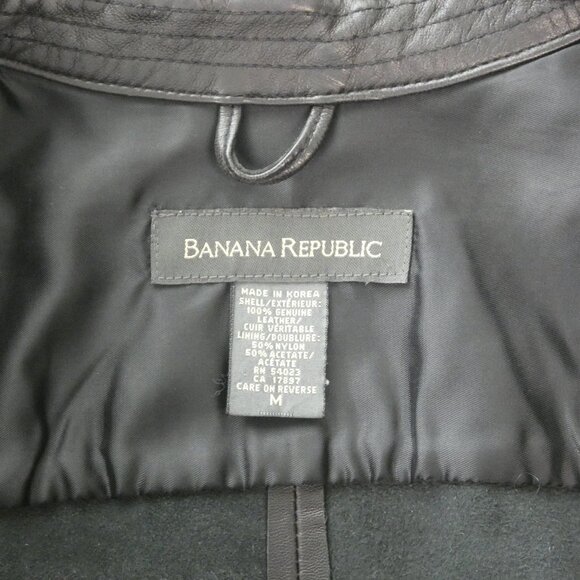 BANANA REPUBLIC
MADE IN KOREA
SHELL/EXTÉRIEUR:
100% GENUINE
LEATHER/
CUIR VÉRITABLE
LINING/DOUBLURE:
50% NYLON
50% ACETATE/
ACÉTATE
RN 54023
CA 17897
CARE ON REVERSE
M